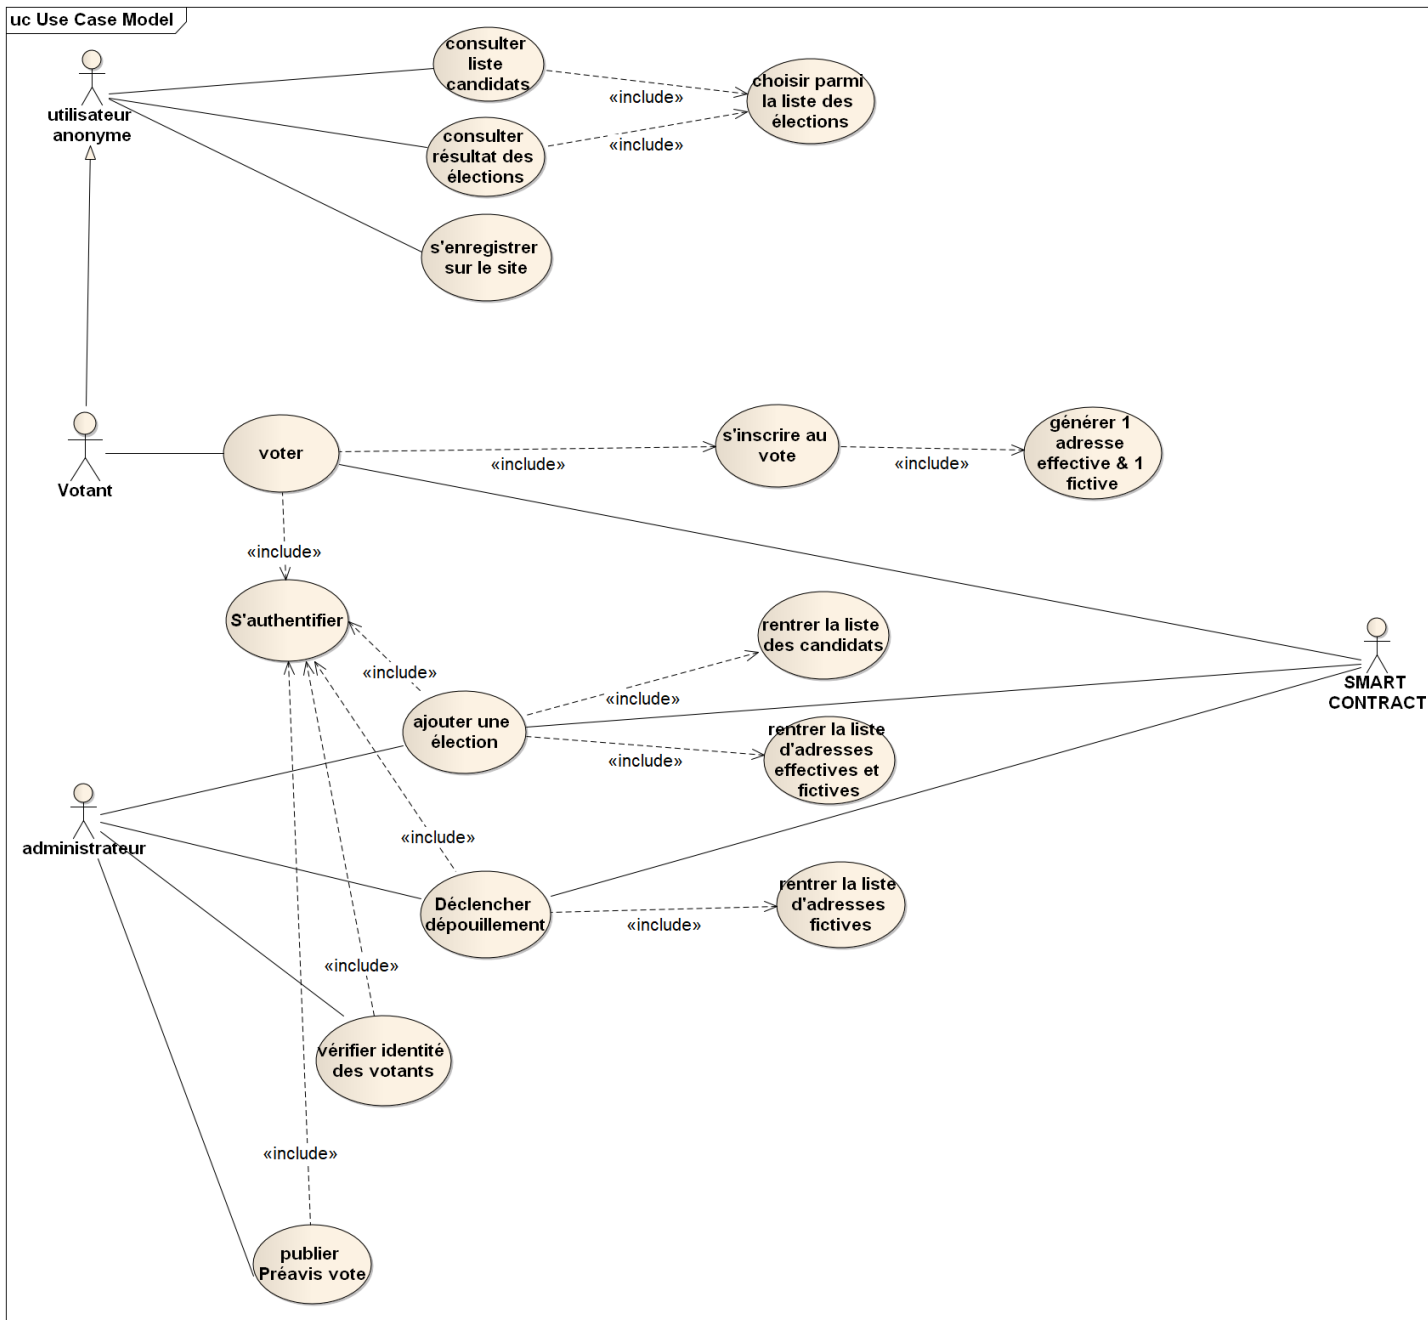 uc Use Case Model
utilisateur
anonyme
consulter
liste
candidats
«include»
choisir parmi
la liste des
élections
consulter
résultat des
élections
«include»
s'enregistrer
sur le site
Votant
voter
«include»
s'inscrire au
vote
«include»
générer 1
adresse
effective & 1
fictive
«include»
S'authentifier
«include»
rentrer la liste
des candidats
«include»
SMART
CONTRACT
ajouter une
élection
rentrer la liste
d'adresses
effectives et
fictives
«include»
administrateur
«include»
Déclencher
dépouillement
«include»
rentrer la liste
d'adresses
fictives
«include»
vérifier identité
des votants
«include»
publier
Préavis vote